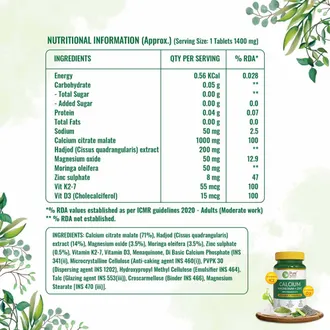 NUTRITIONAL INFORMATION (Approx.) (Serving Size: 1 Tablets 1400 mg)
INGREDIENTS QTY PER SERVING % RDA*
Energy 0.56 KCal 0.028
Carbohydrate 0.05 g **
- Total Sugar 0.00 g **
- Added Sugar 0.00 g 0.0
Protein 0.04 g 0.07
Total Fats 0.00 g 0.0
Sodium 50 mg 2.5
Calcium citrate malate 1000 mg 100
Hadjod (Cissus quadrangularis) extract 200 mg **
Magnesium oxide 50 mg 12.9
Moringa oleifera 50 mg **
Zinc sulphate 8 mg 47
Vit K2-7 55 mcg 100
Vit D3 (Cholecalciferol) 15 mcg 100
*% RDA values established as per ICMR guidelines 2020 - Adults (Moderate work)
** % RDA not established.
INGREDIENTS: Calcium citrate malate (71%), Hadjod (Cissus quadrangularis)
extract (14%), Magnesium oxide (3.5%), Moringa oleifera (3.5%), Zinc sulphate
(0.5%), Vitamin K2-7, Vitamin D3, Menaquinone, Di Basic Calcium Phosphate [INS
341(ii)], Microcrystalline Cellulose (Anti-caking agent INS 460(i)], PVPK 30
(Dispersing agent INS 1202), Hydroxypropyl Methyl Cellulose (Emulsifier INS 464),
Talc [Glazing agent INS 553(iii)], Croscarmellose (Binder INS 466), Magnesium
Stearate [INS 470 (iii)].
CALCIUM